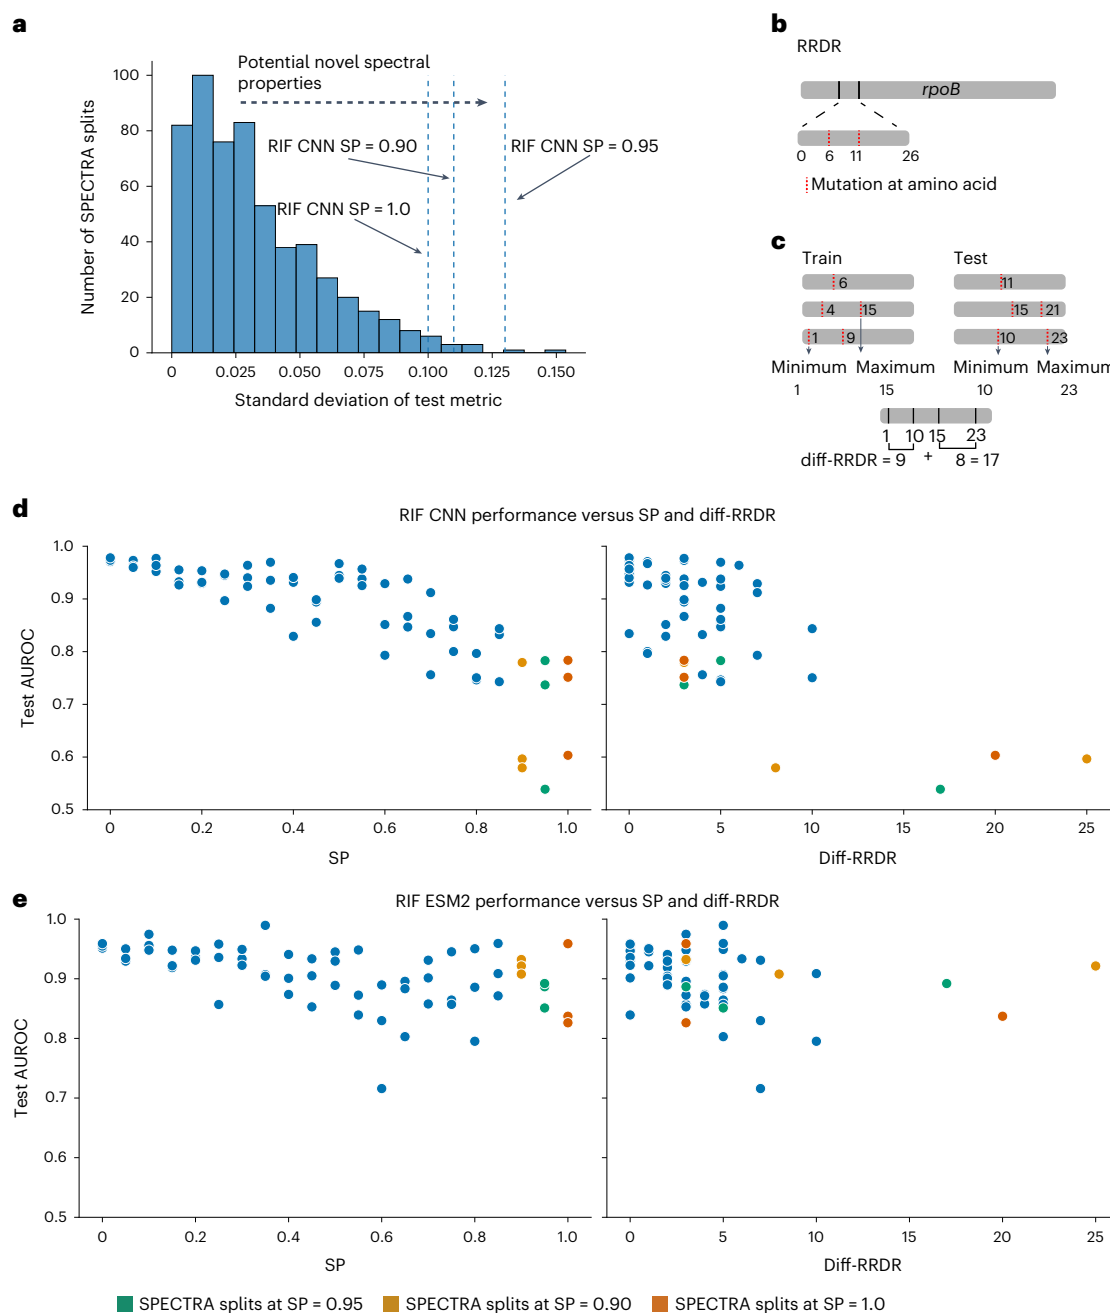 a
Potential novel spectral
properties
RIF CNN SP = 0.90
RIF CNN SP = 0.95
RIF CNN SP = 1.0
Number of SPECTRA splits
100
80
60
40
20
0
0 0.025 0.050 0.075 0.100 0.125 0.150
Standard deviation of test metric
b
RRDR
rpoB
0 6 11 26
Mutation at amino acid
c
Train Test
6 11
4 15 15 21
1 9 10 23
Minimum Maximum Minimum Maximum
1 15 10 23
1 10 15 23
diff-RRDR = 9 + 8 = 17
d
RIF CNN performance versus SP and diff-RRDR
Test AUROC
1.0
0.9
0.8
0.7
0.6
0.5
0 0.2 0.4 0.6 0.8 1.0
SP
0 5 10 15 20 25
Diff-RRDR
e
RIF ESM2 performance versus SP and diff-RRDR
Test AUROC
1.0
0.9
0.8
0.7
0.6
0.5
0 0.2 0.4 0.6 0.8 1.0
SP
0 5 10 15 20 25
Diff-RRDR
SPECTRA splits at SP = 0.95 SPECTRA splits at SP = 0.90 SPECTRA splits at SP = 1.0